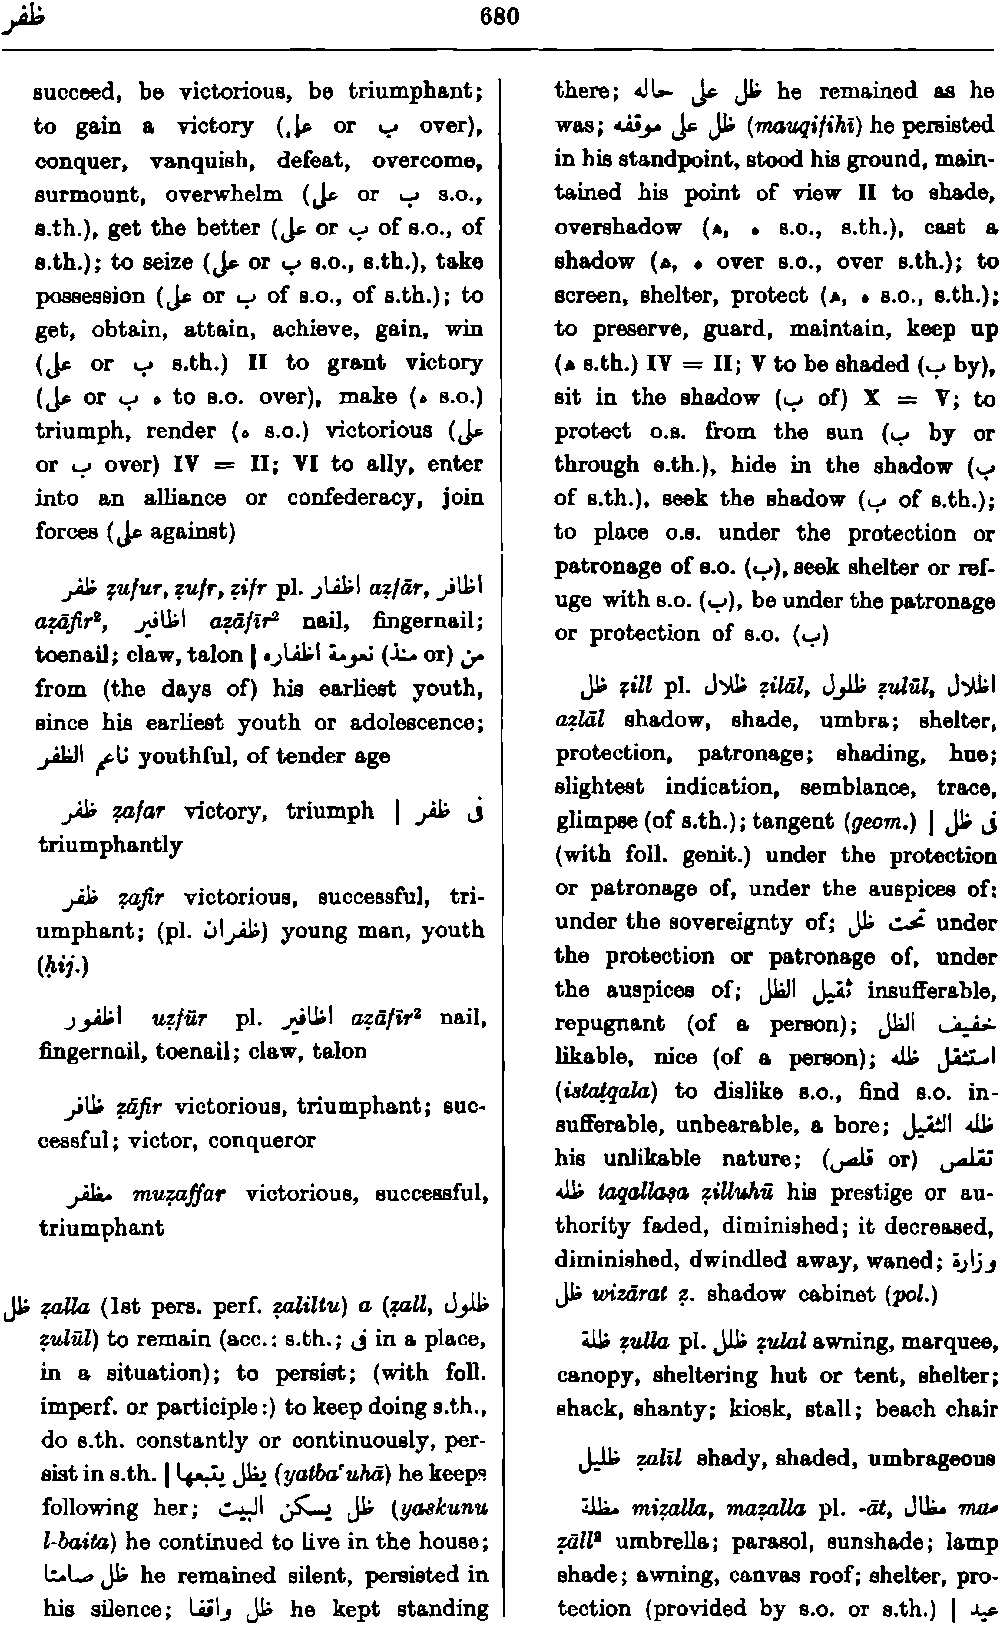 ظفر
680
succeed, be victorious, be triumphant;
to gain a victory (على or ب over),
conquer, vanquish, defeat, overcome,
surmount, overwhelm (على or ب s.o.,
s.th.), get the better (على or ب of s.o., of
s.th.); to seize (على or ب s.o., s.th.), take
possession (على or ب of s.o., of s.th.); to
get, obtain, attain, achieve, gain, win
(على or ب s.th.) II to grant victory
(على or ب ه to s.o. over), make (ه s.o.)
triumph, render (ه s.o.) victorious (على
or ب over) IV = II; VI to ally, enter
into an alliance or confederacy, join
forces (على against)
ظفر ẓufur, ẓufr, ẓifr pl. اظفار aẓfār, اظافر
aẓāfir², اظافير aẓāfīr² nail, fingernail;
toenail; claw, talon | من (or منذ) نعومة اظفاره
from (the days of) his earliest youth,
since his earliest youth or adolescence;
ناعم الظفر youthful, of tender age
ظفر ẓafar victory, triumph | فى ظفر
triumphantly
ظفر ẓafir victorious, successful, tri-
umphant; (pl. ظفران) young man, youth
(ḥij.)
اظفور uẓfūr pl. اظافير aẓāfīr² nail,
fingernail, toenail; claw, talon
ظافر ẓāfir victorious, triumphant; suc-
cessful; victor, conqueror
مظفر muẓaffar victorious, successful,
triumphant
ظل ẓalla (1st pers. perf. ẓaliltu) a (ẓall, ظلول
ẓulūl) to remain (acc.: s.th.; فى in a place,
in a situation); to persist; (with foll.
imperf. or participle:) to keep doing s.th.,
do s.th. constantly or continuously, per-
sist in s.th. | يظل يتبعها (yatbaʿuhā) he keeps
following her; ظل يسكن البيت (yaskunu
l-baita) he continued to live in the house;
ظل صامتا he remained silent, persisted in
his silence; ظل واقفا he kept standing
there; ظل على حاله he remained as he
was; ظل على موقفه (mauqifihī) he persisted
in his standpoint, stood his ground, main-
tained his point of view II to shade,
overshadow (ه, ه s.o., s.th.), cast a
shadow (ه, ه over s.o., over s.th.); to
screen, shelter, protect (ه, ه s.o., s.th.);
to preserve, guard, maintain, keep up
(ه s.th.) IV = II; V to be shaded (ب by),
sit in the shadow (ب of) X = V; to
protect o.s. from the sun (ب by or
through s.th.), hide in the shadow (ب
of s.th.), seek the shadow (ب of s.th.);
to place o.s. under the protection or
patronage of s.o. (ب), seek shelter or ref-
uge with s.o. (ب), be under the patronage
or protection of s.o. (ب)
ظل ẓill pl. ظلال ẓilāl, ظلول ẓulūl, اظلال
aẓlāl shadow, shade, umbra; shelter,
protection, patronage; shading, hue;
slightest indication, semblance, trace,
glimpse (of s.th.); tangent (geom.) | فى ظل
(with foll. genit.) under the protection
or patronage of, under the auspices of;
under the sovereignty of; تحت ظل under
the protection or patronage of, under
the auspices of; ثقيل الظل insufferable,
repugnant (of a person); خفيف الظل
likable, nice (of a person); استثقل ظله
(istaṯqala) to dislike s.o., find s.o. in-
sufferable, unbearable, a bore; ظله الثقيل
his unlikable nature; تقلص (or قلص)
ظله taqallaṣa ẓilluhū his prestige or au-
thority faded, diminished; it decreased,
diminished, dwindled away, waned; وزارة
ظل wizārat ẓ. shadow cabinet (pol.)
ظلة ẓulla pl. ظلل ẓulal awning, marquee,
canopy, sheltering hut or tent, shelter;
shack, shanty; kiosk, stall; beach chair
ظليل ẓalīl shady, shaded, umbrageous
مظلة miẓalla, maẓalla pl. -āt, مظال ma-
ẓāll² umbrella; parasol, sunshade; lamp
shade; awning, canvas roof; shelter, pro-
tection (provided by s.o. or s.th.) | عيد